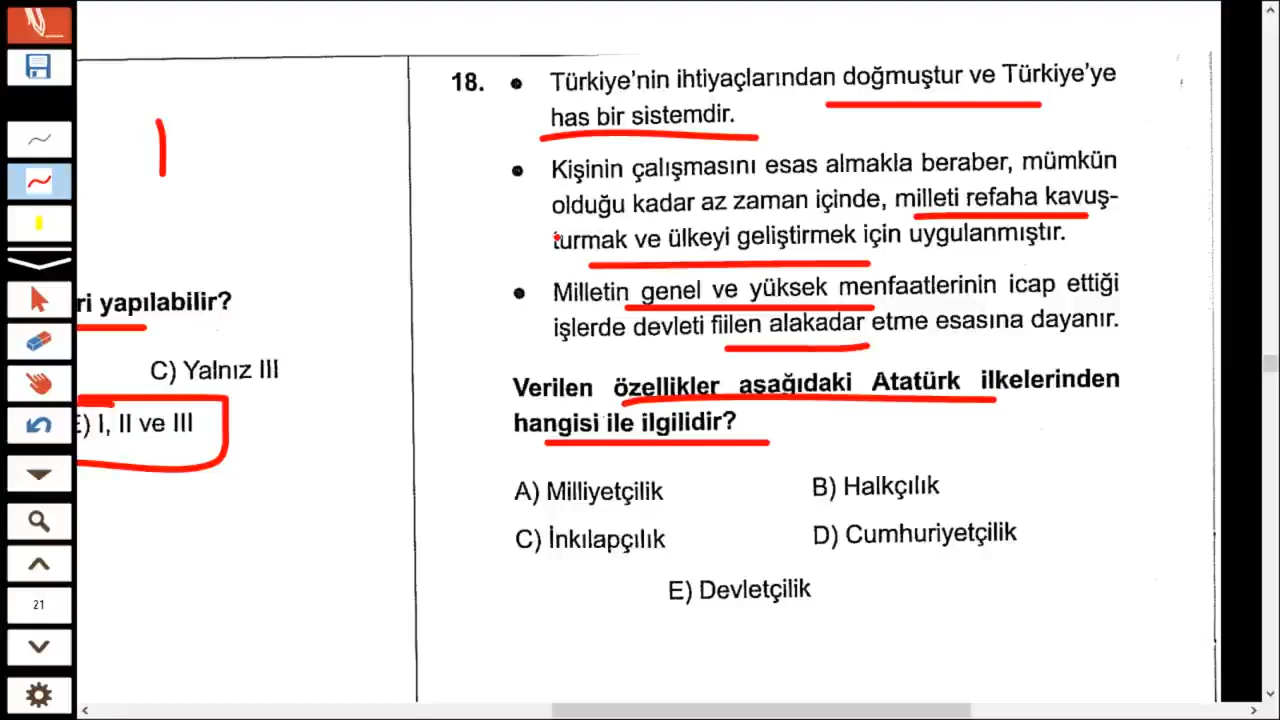 18. • Türkiye'nin ihtiyaçlarından doğmuştur ve Türkiye'ye
has bir sistemdir.
• Kişinin çalışmasını esas almakla beraber, mümkün
olduğu kadar az zaman içinde, milleti refaha kavuş-
turmak ve ülkeyi geliştirmek için uygulanmıştır.
• Milletin genel ve yüksek menfaatlerinin icap ettiği
işlerde devleti fiilen alakadar etme esasına dayanır.
Verilen özellikler aşağıdaki Atatürk ilkelerinden
hangisi ile ilgilidir?
A) Milliyetçilik
B) Halkçılık
C) İnkılapçılık
D) Cumhuriyetçilik
E) Devletçilik
ri yapılabilir?
C) Yalnız III
E) I, II ve III
21